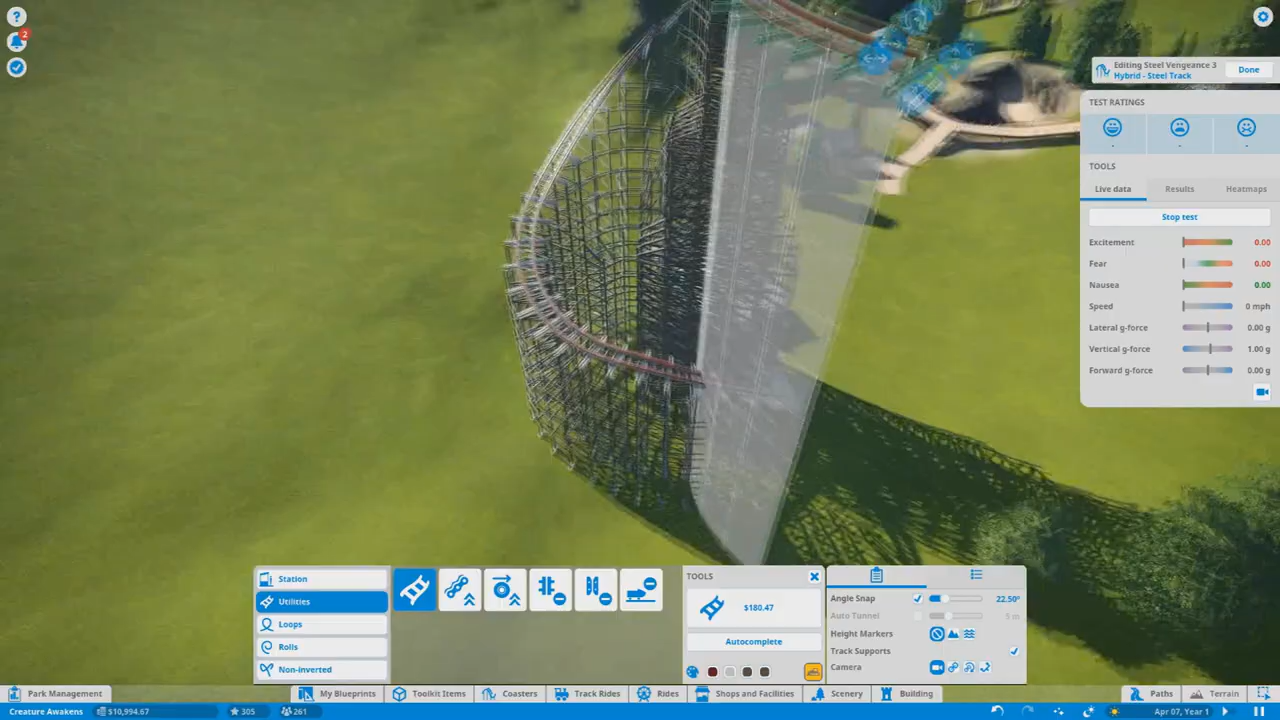 ?
2
Editing Steel Vengeance 3
Hybrid - Steel Track
Done
TEST RATINGS
- - -
TOOLS
Live data Results Heatmaps
Stop test
Excitement 0.00
Fear 0.00
Nausea 0.00
Speed 0 mph
Lateral g-force 0.00 g
Vertical g-force 1.00 g
Forward g-force 0.00 g
Station
Utilities
Loops
Rolls
Non-inverted
TOOLS
$180.47
Autocomplete
Angle Snap 22.50°
Auto Tunnel 5 m
Height Markers
Track Supports
Camera
Park Management My Blueprints Toolkit Items Coasters Track Rides Rides Shops and Facilities Scenery Building Paths Terrain
Creature Awakens $10,994.67 305 261 Apr 07, Year 1